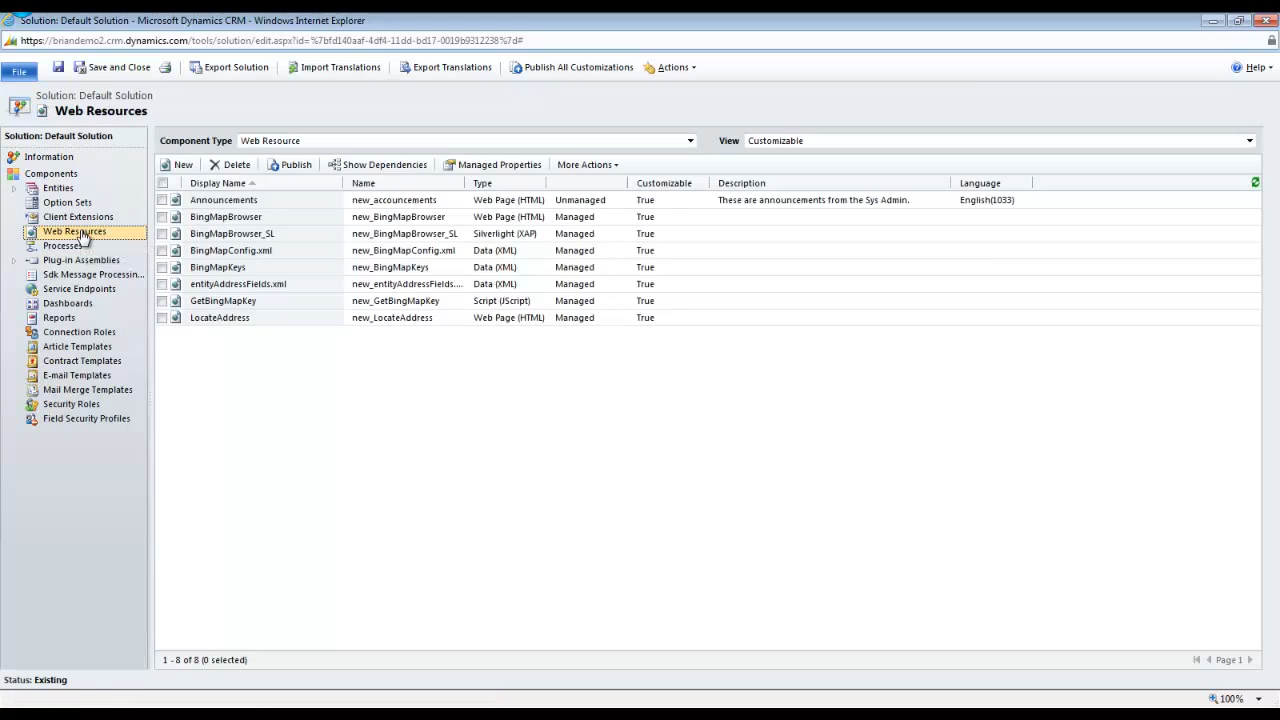 Solution: Default Solution - Microsoft Dynamics CRM - Windows Internet Explorer
https://briandemo2.crm.dynamics.com/tools/solution/edit.aspx?id=%7bfd140aaf-4df4-11dd-bd17-0019b9312238%7d#
File Save and Close Export Solution Import Translations Export Translations Publish All Customizations Actions Help
Solution: Default Solution
Web Resources
Solution: Default Solution
Information
Components
Entities
Option Sets
Client Extensions
Web Resources
Processes
Plug-in Assemblies
Sdk Message Processin...
Service Endpoints
Dashboards
Reports
Connection Roles
Article Templates
Contract Templates
E-mail Templates
Mail Merge Templates
Security Roles
Field Security Profiles
Component Type Web Resource View Customizable
New Delete Publish Show Dependencies Managed Properties More Actions
Display Name Name Type Customizable Description Language
Announcements new_accouncements Web Page (HTML) Unmanaged True These are announcements from the Sys Admin. English(1033)
BingMapBrowser new_BingMapBrowser Web Page (HTML) Managed True
BingMapBrowser_SL new_BingMapBrowser_SL Silverlight (XAP) Managed True
BingMapConfig.xml new_BingMapConfig.xml Data (XML) Managed True
BingMapKeys new_BingMapKeys Data (XML) Managed True
entityAddressFields.xml new_entityAddressFields.... Data (XML) Managed True
GetBingMapKey new_GetBingMapKey Script (JScript) Managed True
LocateAddress new_LocateAddress Web Page (HTML) Managed True
1 - 8 of 8 (0 selected) Page 1
Status: Existing
100%